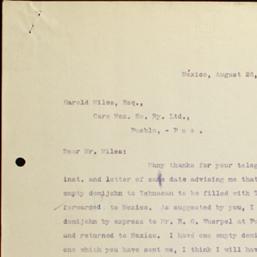 Mexico, August 26,
Harold Miles, Esq.,
Care Mex. So. Ry. Ltd.,
Puebla, - P u e .
Dear Mr. Miles:
Many thanks for your teleg
inst. and letter of same date advising me that
empty demijohn to Tehuacan to be filled with T
forwarded to Mexico. As suggested by you, I
demijohn by express to Mr. E. G. Thurpel at Pu
and returned to Mexico. I have one empty demi
one which you have sent me, I think I will hav